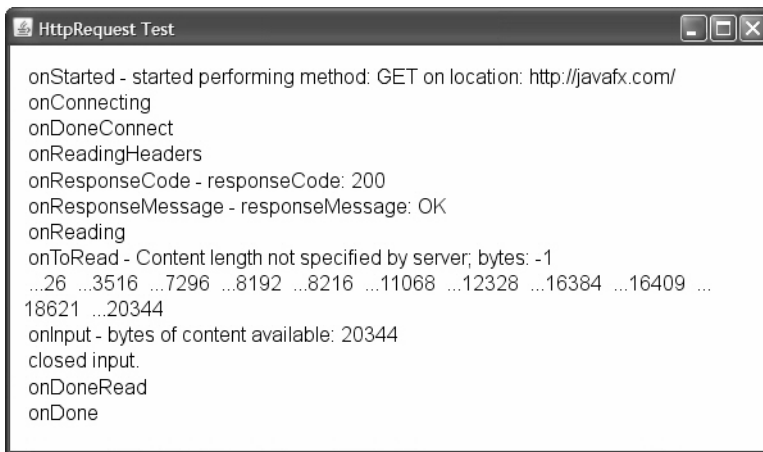 HttpRequest Test
onStarted - started performing method: GET on location: http://javafx.com/
onConnecting
onDoneConnect
onReadingHeaders
onResponseCode - responseCode: 200
onResponseMessage - responseMessage: OK
onReading
onToRead - Content length not specified by server; bytes: -1
...26 ...3516 ...7296 ...8192 ...8216 ...11068 ...12328 ...16384 ...16409 ...
18621 ...20344
onInput - bytes of content available: 20344
closed input.
onDoneRead
onDone